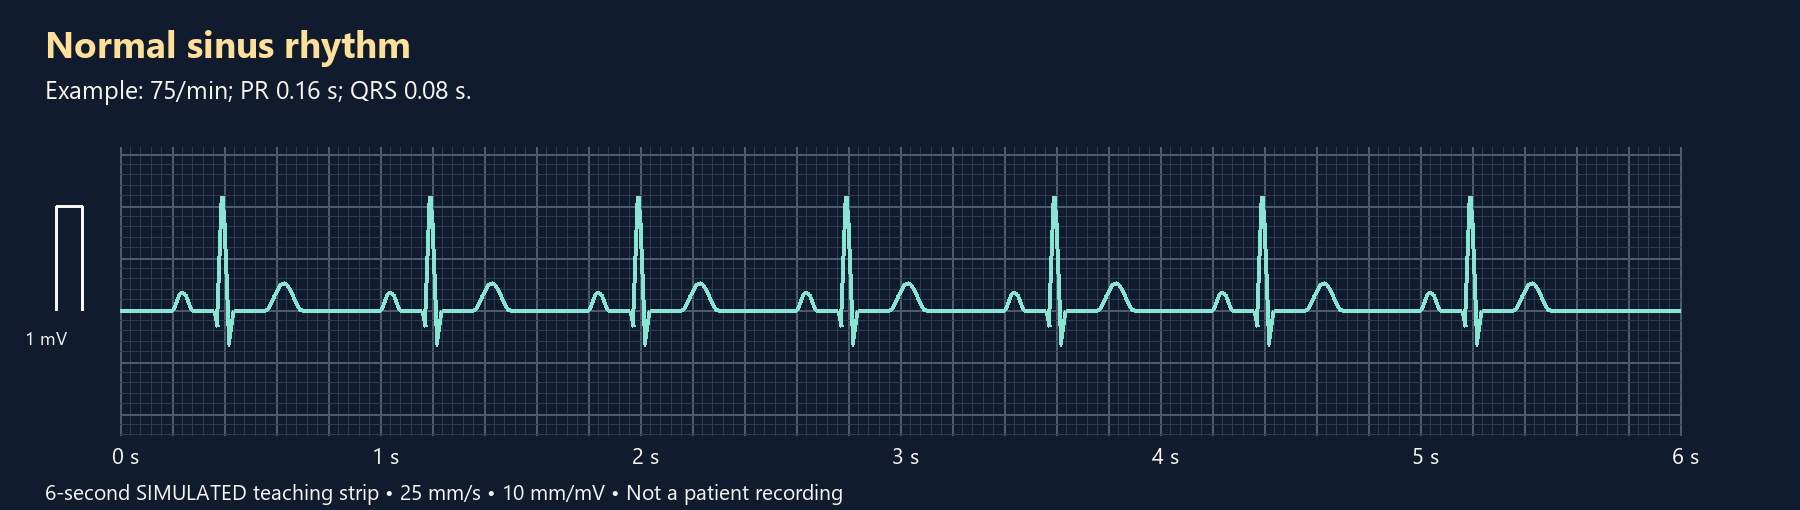 Normal sinus rhythm
Example: 75/min; PR 0.16 s; QRS 0.08 s.
1 mV
0 s 1 s 2 s 3 s 4 s 5 s 6 s
6-second SIMULATED teaching strip • 25 mm/s • 10 mm/mV • Not a patient recording